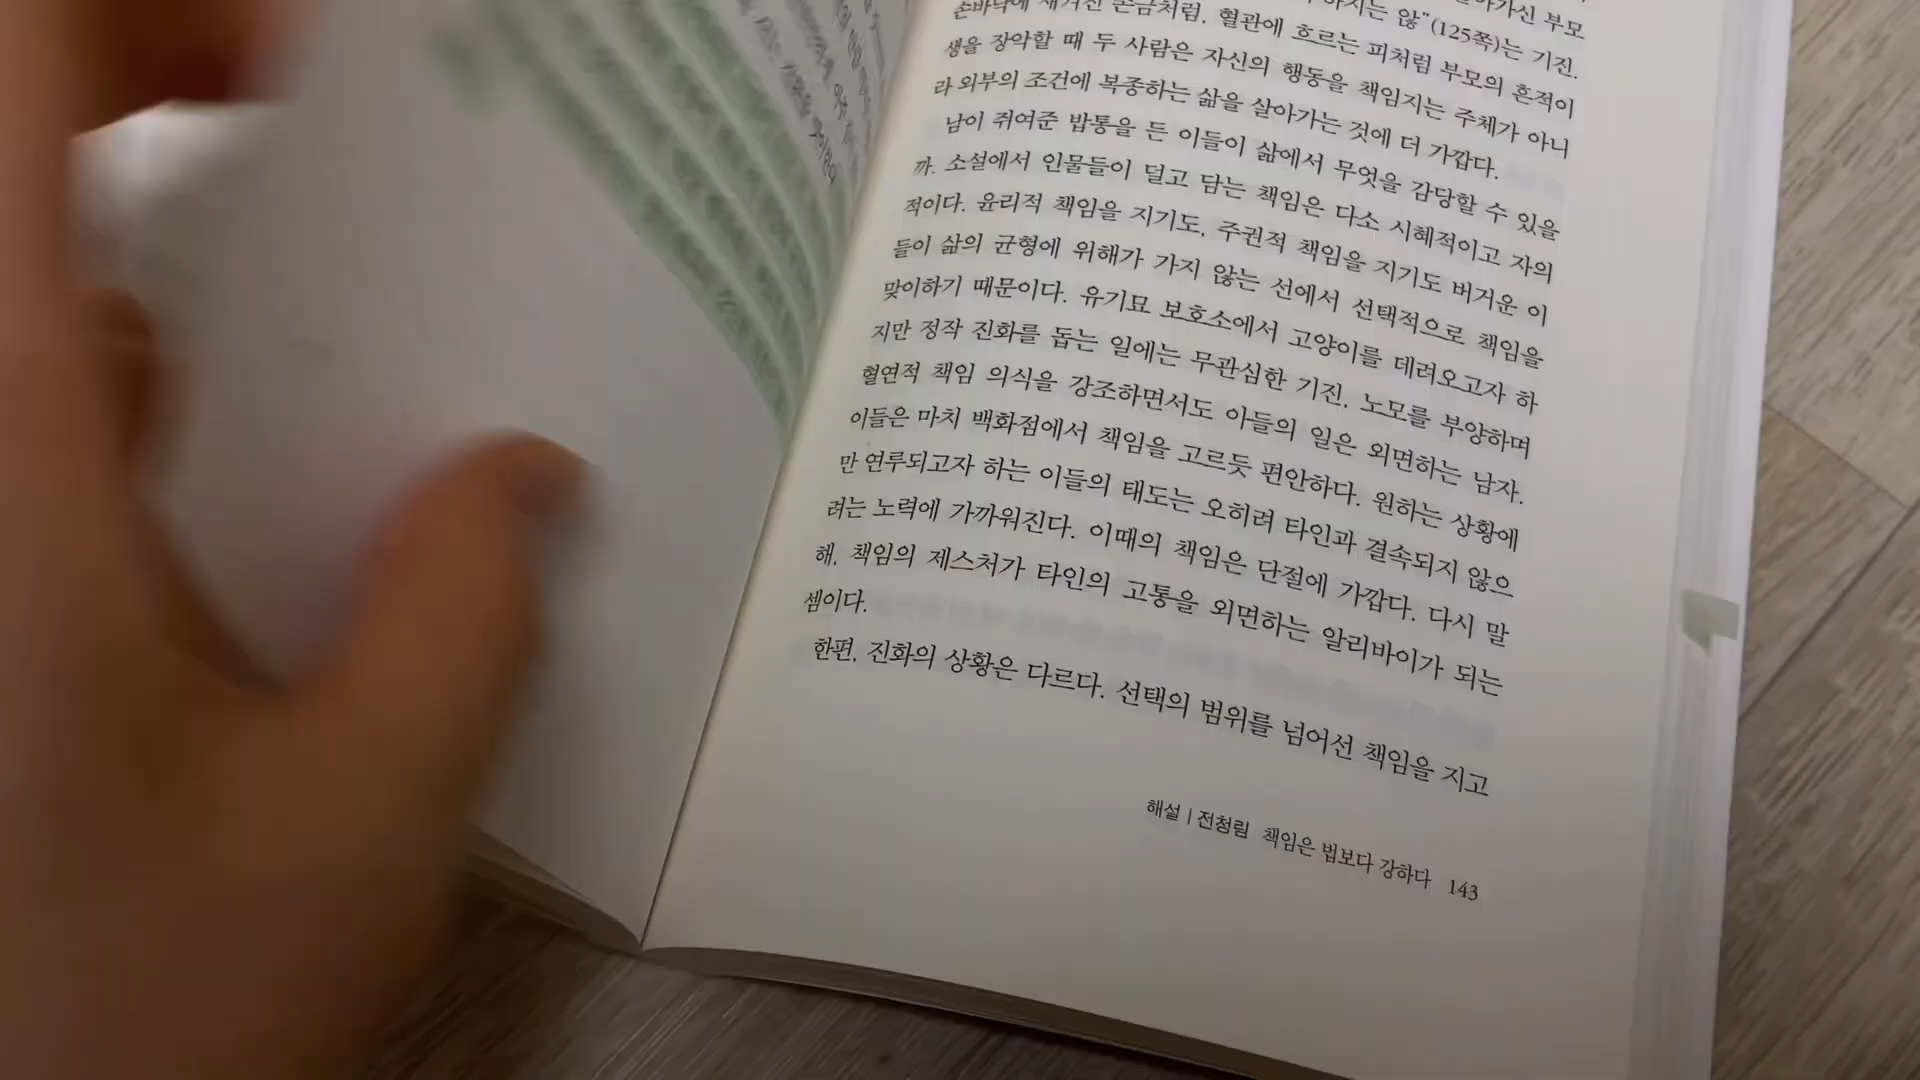 부모
않”(125쪽)는 기진.
손바닥에 새겨진 손금처럼, 혈관에 흐르는 피처럼 부모의 흔적이
생을 장악할 때 두 사람은 자신의 행동을 책임지는 주체가 아니
라 외부의 조건에 복종하는 삶을 살아가는 것에 더 가깝다.
남이 쥐여준 밥통을 든 이들이 삶에서 무엇을 감당할 수 있을
까. 소설에서 인물들이 덜고 담는 책임은 다소 시혜적이고 자의
적이다. 윤리적 책임을 지기도, 주권적 책임을 지기도 버거운 이
들이 삶의 균형에 위해가 가지 않는 선에서 선택적으로 책임을
맞이하기 때문이다. 유기묘 보호소에서 고양이를 데려오고자 하
지만 정작 진화를 돕는 일에는 무관심한 기진, 노모를 부양하며
혈연적 책임 의식을 강조하면서도 아들의 일은 외면하는 남자.
이들은 마치 백화점에서 책임을 고르듯 편안하다. 원하는 상황에
만 연루되고자 하는 이들의 태도는 오히려 타인과 결속되지 않으
려는 노력에 가까워진다. 이때의 책임은 단절에 가깝다. 다시 말
해, 책임의 제스처가 타인의 고통을 외면하는 알리바이가 되는
셈이다.
한편, 진화의 상황은 다르다. 선택의 범위를 넘어선 책임을 지고
해설 | 전청림 책임은 법보다 강하다 143